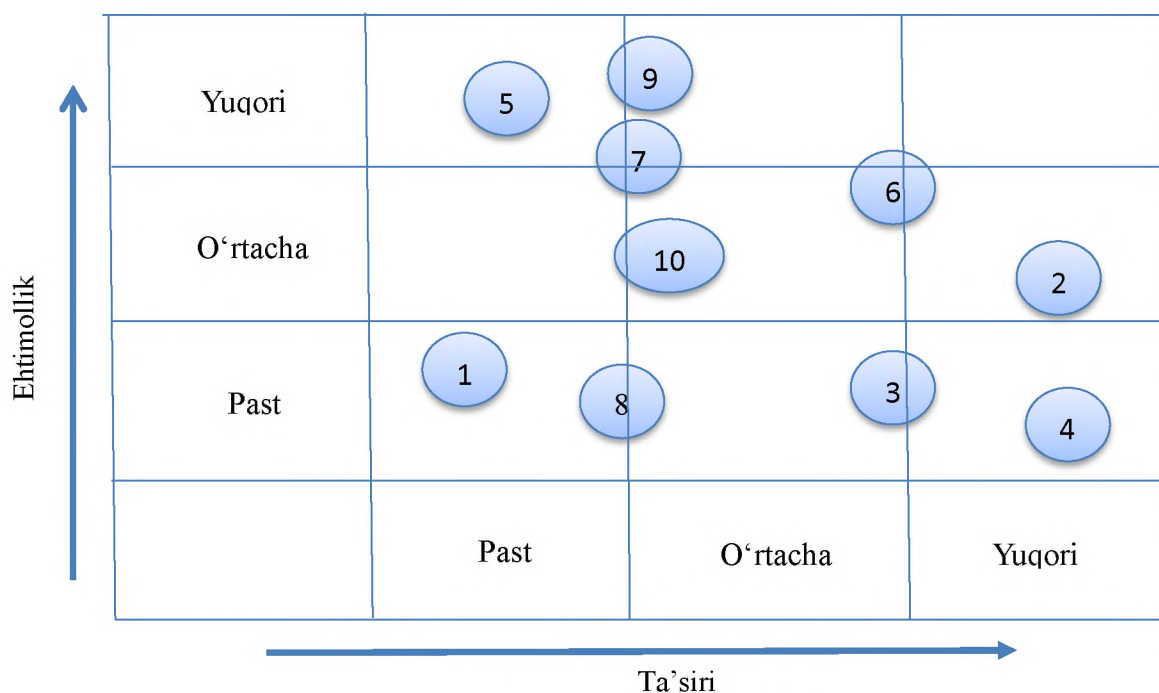 Yuqori
5
9
7
6
O‘rtacha
10
2
Ehtimollik
1
Past
8
3
4
Past
O‘rtacha
Yuqori
Ta’siri